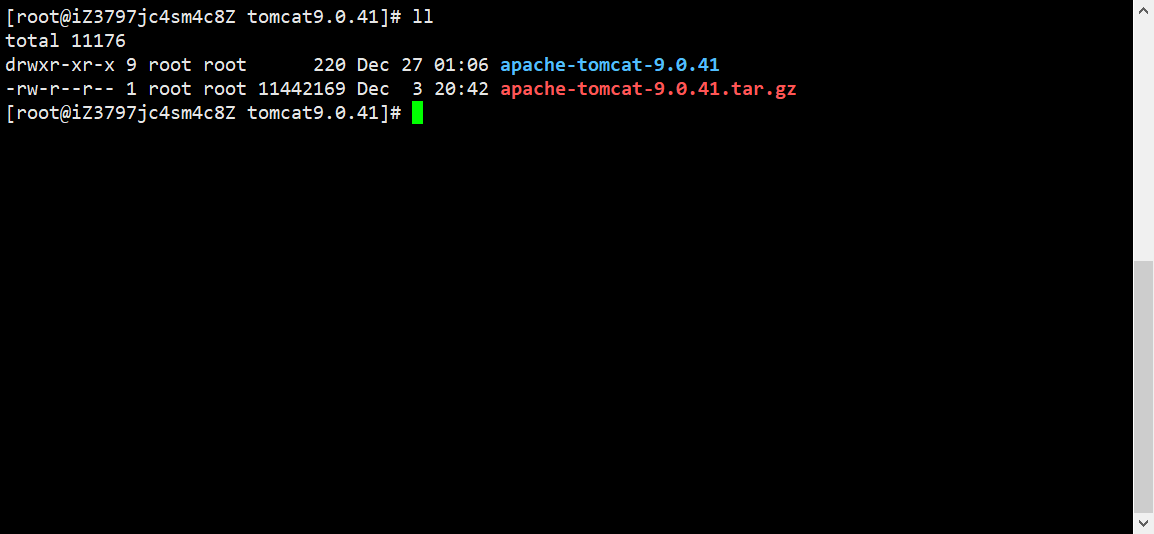 [root@iZ3797jc4sm4c8Z tomcat9.0.41]# ll
total 11176
drwxr-xr-x 9 root root      220 Dec 27 01:06 apache-tomcat-9.0.41
-rw-r--r-- 1 root root 11442169 Dec  3 20:42 apache-tomcat-9.0.41.tar.gz
[root@iZ3797jc4sm4c8Z tomcat9.0.41]#